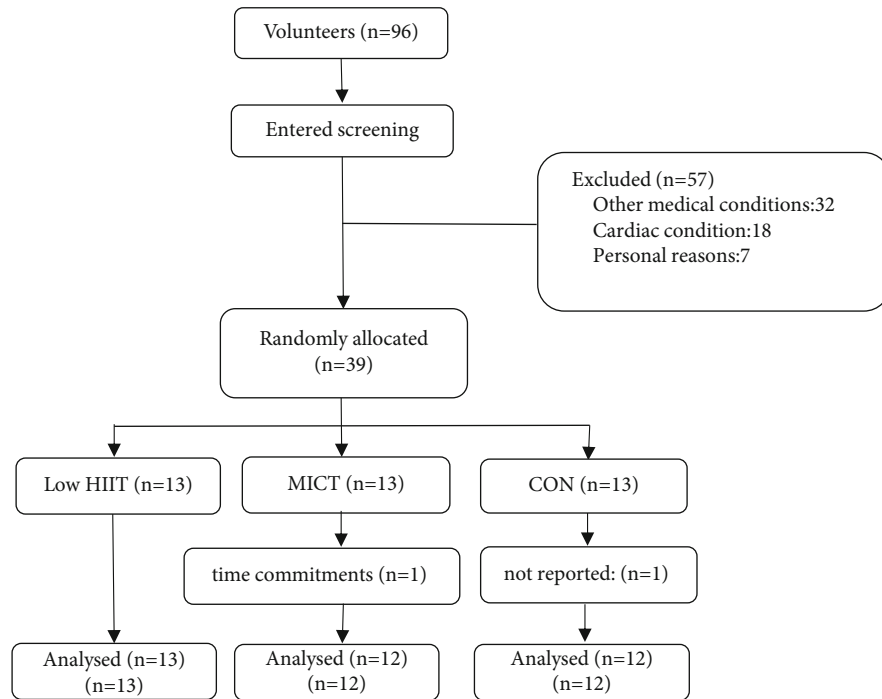 Volunteers (n=96)
Entered screening
Excluded (n=57)
Other medical conditions:32
Cardiac condition:18
Personal reasons:7
Randomly allocated
(n=39)
Low HIIT (n=13)
MICT (n=13)
CON (n=13)
time commitments (n=1)
not reported: (n=1)
Analysed (n=13)
(n=13)
Analysed (n=12)
(n=12)
Analysed (n=12)
(n=12)